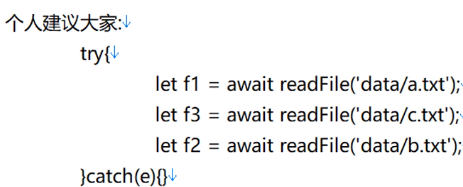 个人建议大家:↓
try{↓
let f1 = await readFile('data/a.txt');↓
let f3 = await readFile('data/c.txt');↓
let f2 = await readFile('data/b.txt');
}catch(e){}↓